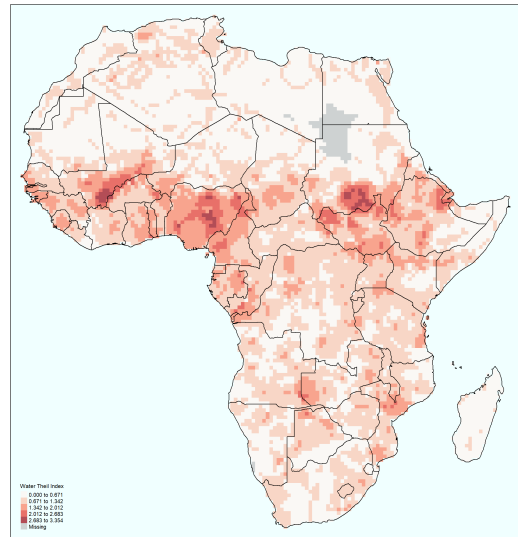 Water Theil Index
0.000 to 0.671
0.671 to 1.342
1.342 to 2.012
2.012 to 2.683
2.683 to 3.354
Missing